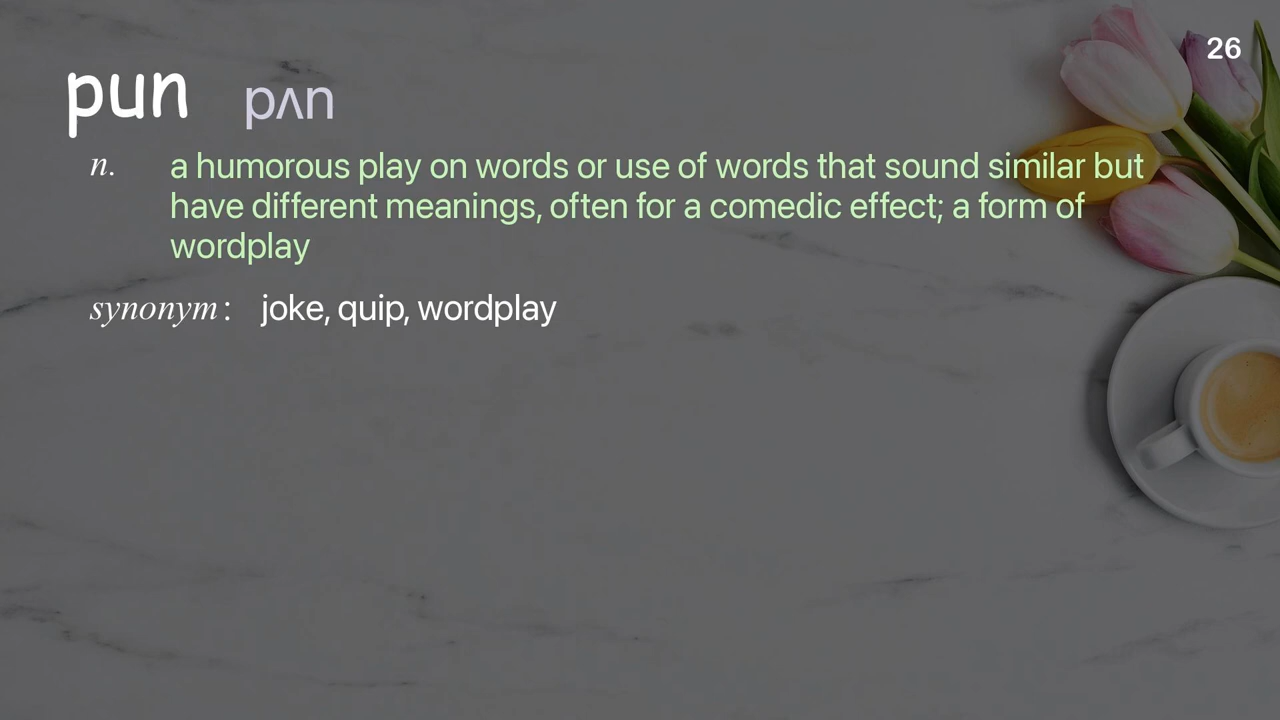 26
pun pʌn
n. a humorous play on words or use of words that sound similar but
have different meanings, often for a comedic effect; a form of
wordplay
synonym: joke, quip, wordplay